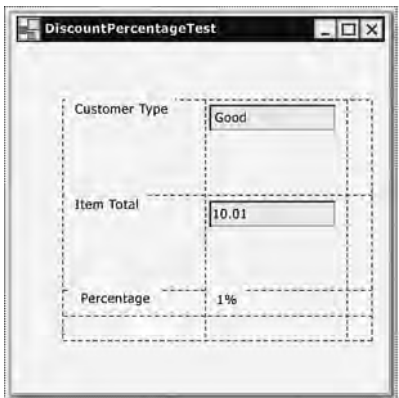 DiscountPercentageTest
Customer Type
Good
Item Total
10.01
Percentage
1%